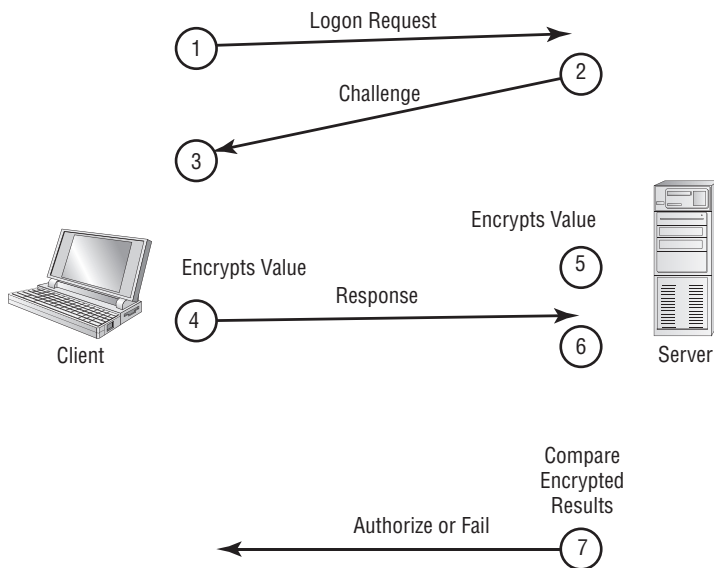 Logon Request
1
2
Challenge
3
Encrypts Value
5
Encrypts Value
Response
4
6
Client
Server
Compare
Encrypted
Results
Authorize or Fail
7